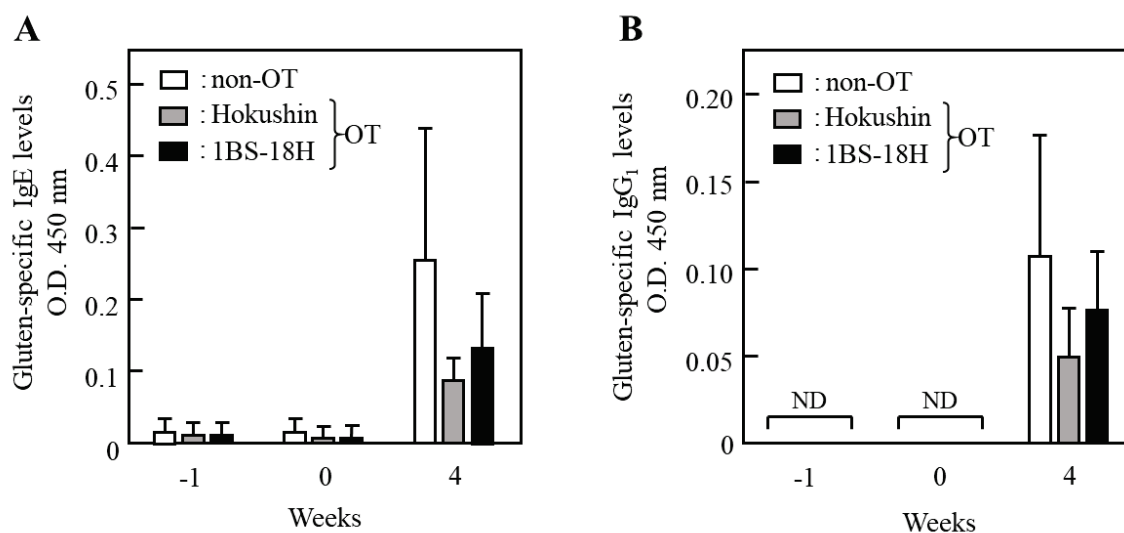 A
Gluten-specific IgE levels
O.D. 450 nm
0.5
0.4
0.3
0.2
0.1
0
: non-OT
: Hokushin
: 1BS-18H
OT
-1
0
4
Weeks
B
Gluten-specific IgG₁ levels
O.D. 450 nm
0.20
0.15
0.10
0.05
0
: non-OT
: Hokushin
: 1BS-18H
OT
ND
ND
-1
0
4
Weeks